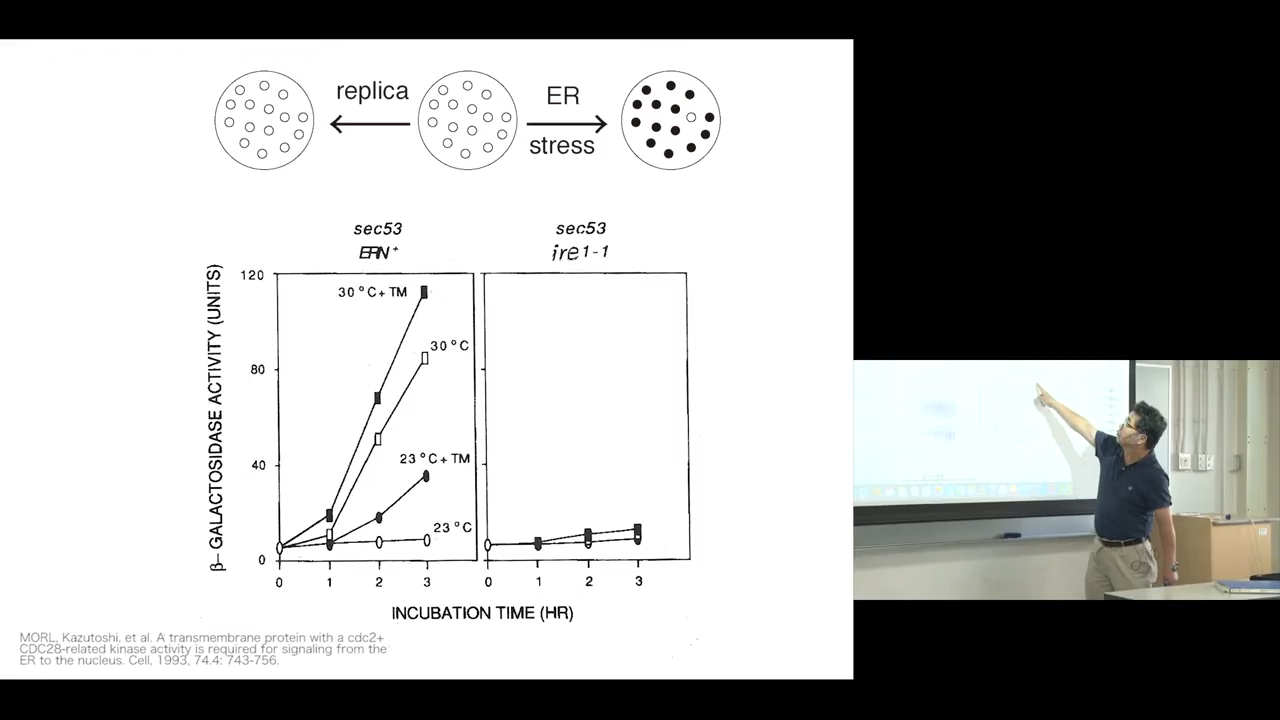 replica
ER
stress
sec53
ERN+
sec53
ire1-1
β- GALACTOSIDASE ACTIVITY (UNITS)
120
80
40
0
30°C+TM
30°C
23°C+TM
23°C
0 1 2 3
0 1 2 3
INCUBATION TIME (HR)
MORI, Kazutoshi, et al. A transmembrane protein with a cdc2+
CDC28-related kinase activity is required for signaling from the
ER to the nucleus. Cell, 1993, 74.4: 743-756.